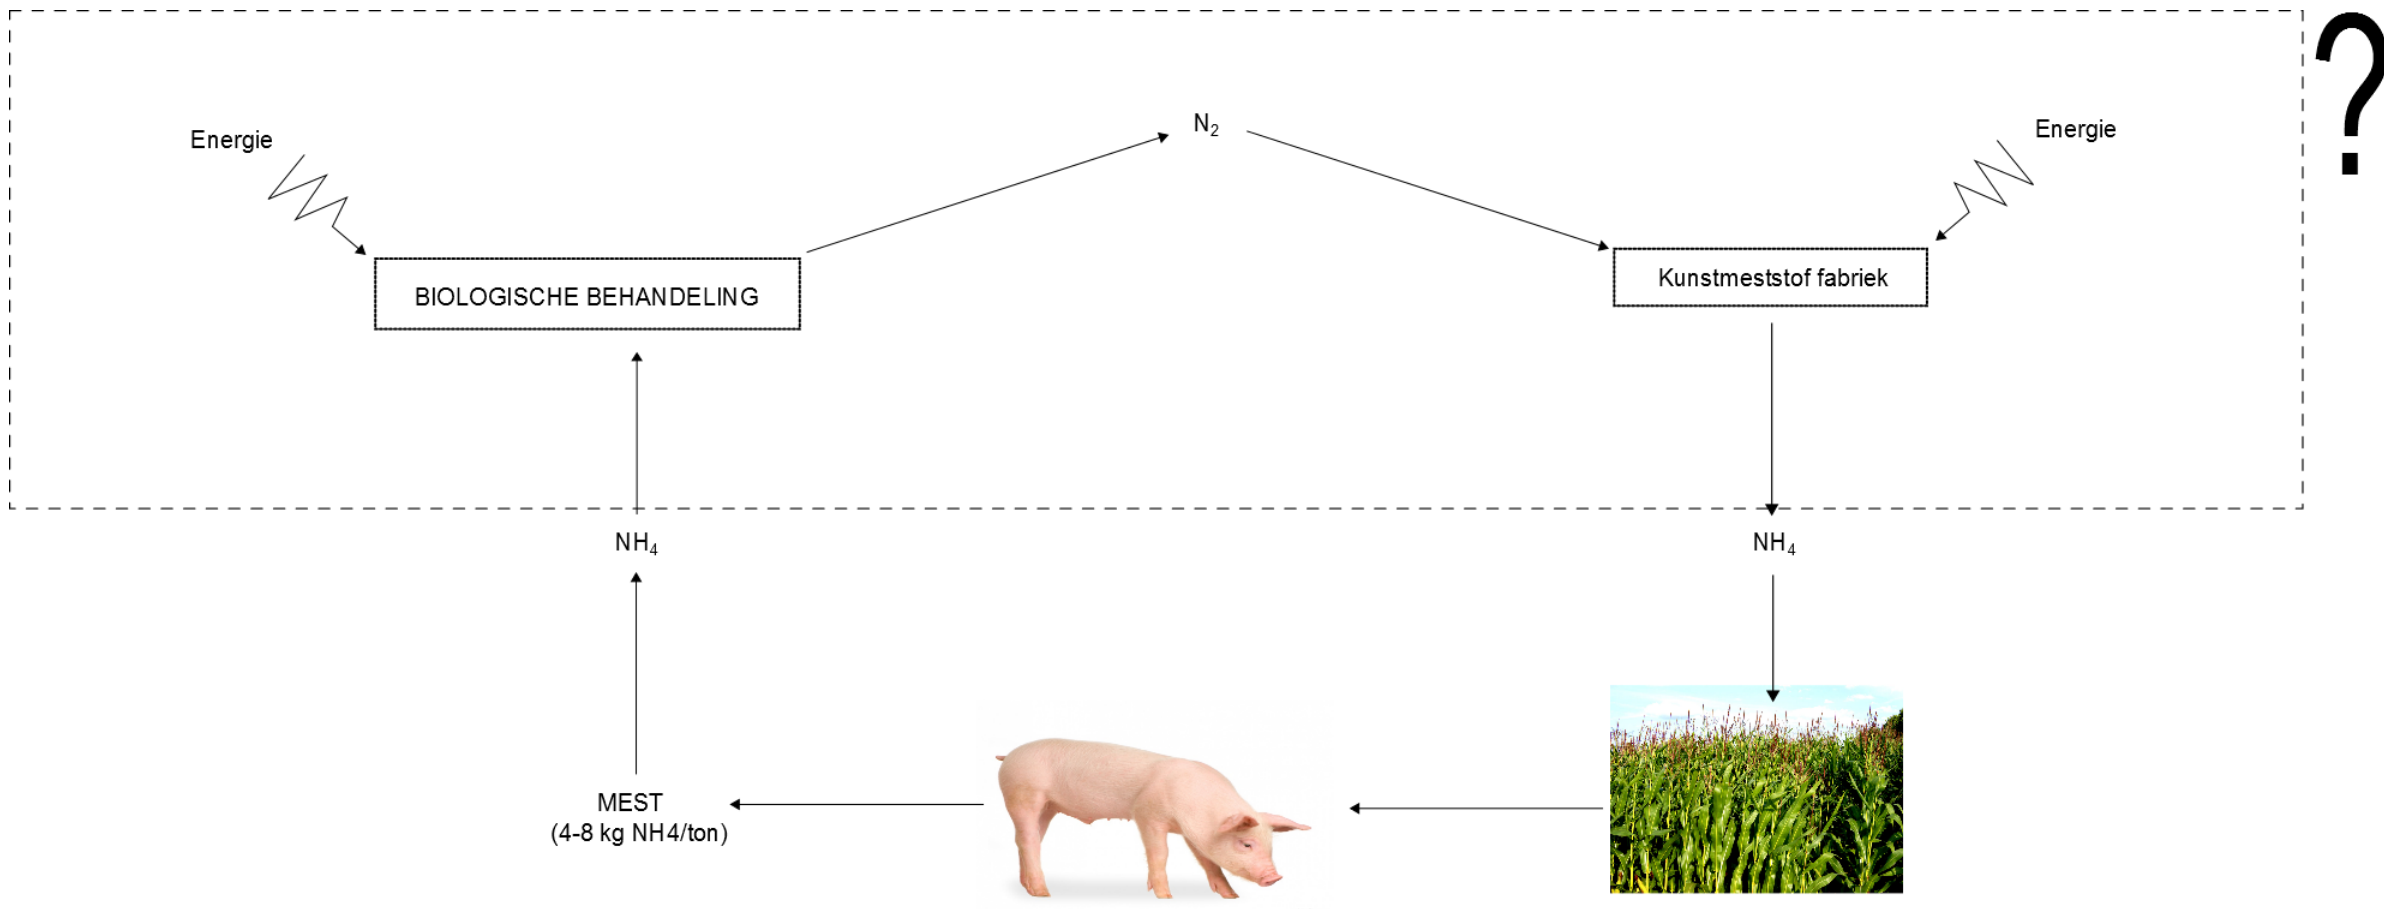 ?
Energie
N₂
Energie
BIOLOGISCHE BEHANDELING
Kunstmeststof fabriek
NH₄
NH₄
MEST
(4-8 kg NH4/ton)